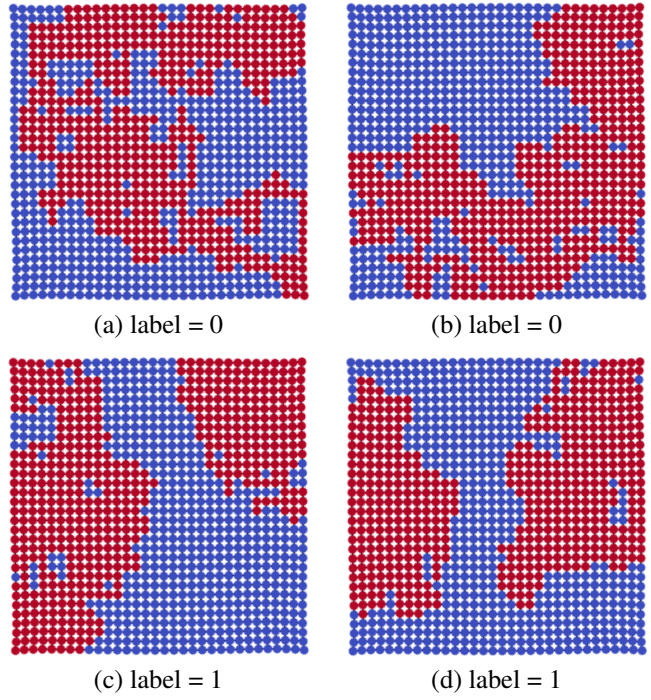 (a) label = 0
(b) label = 0
(c) label = 1
(d) label = 1